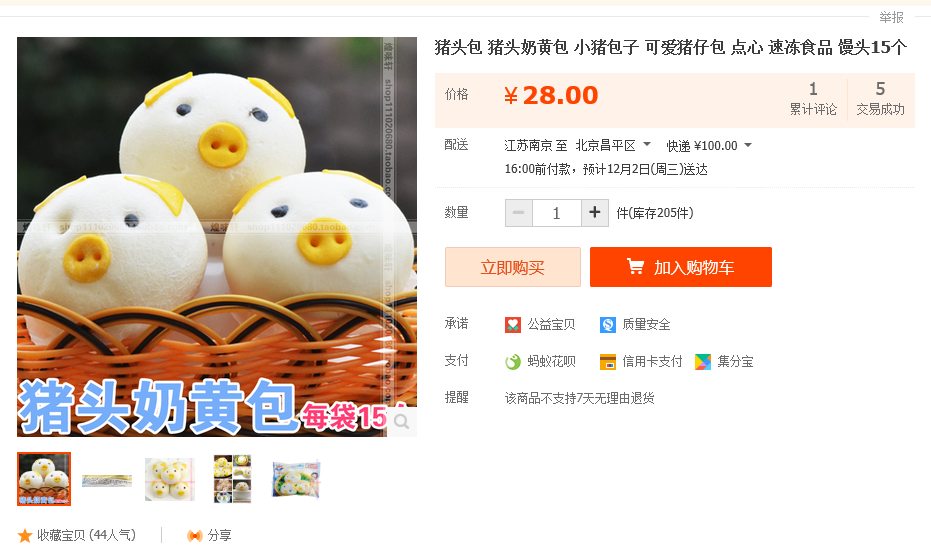 举报
猪头包 猪头奶黄包 小猪包子 可爱猪仔包 点心 速冻食品 馒头15个
价格
¥28.00
1
累计评论
5
交易成功
配送
江苏南京 至 北京昌平区 快递 ¥100.00
16:00前付款，预计12月2日(周三)送达
数量
1
件(库存205件)
立即购买
加入购物车
承诺
公益宝贝
质量安全
支付
蚂蚁花呗
信用卡支付
集分宝
提醒
该商品不支持7天无理由退货
煌味轩 shop111020680.taobao.com
猪头奶黄包
每袋15
收藏宝贝 (44人气)
分享